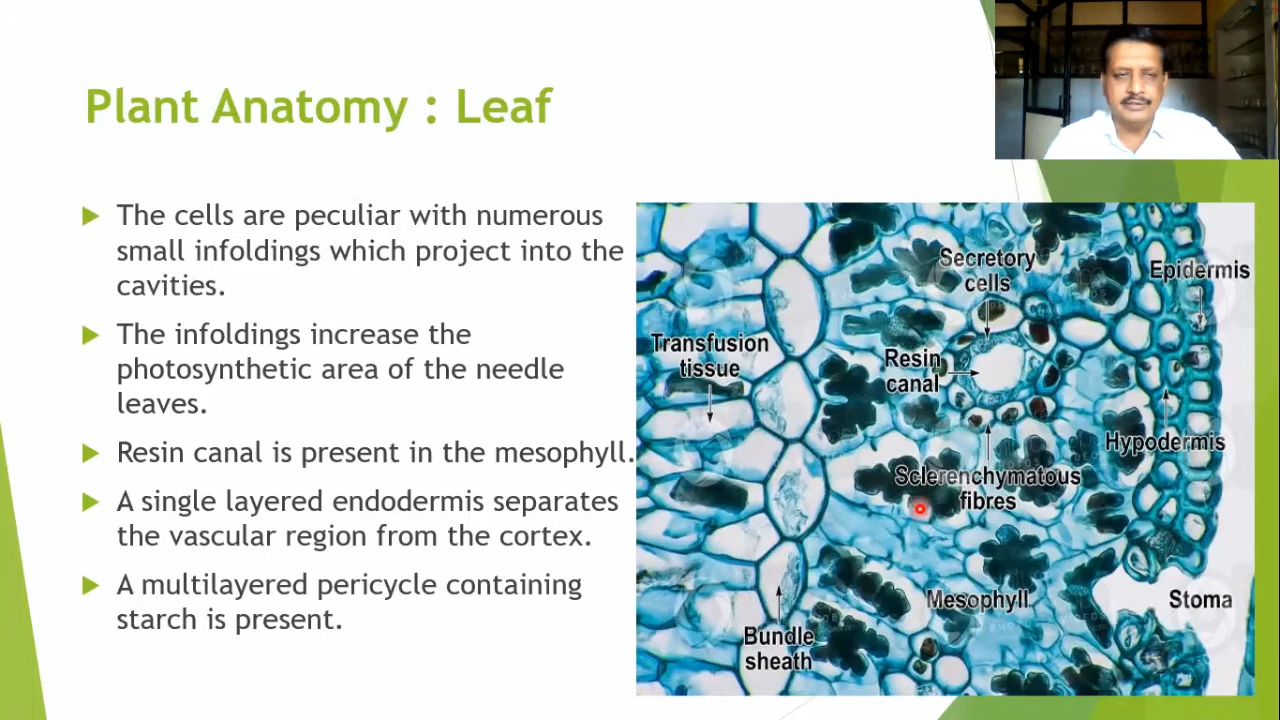 Plant Anatomy : Leaf
The cells are peculiar with numerous
small infoldings which project into the
cavities.
The infoldings increase the
photosynthetic area of the needle
leaves.
Resin canal is present in the mesophyll.
A single layered endodermis separates
the vascular region from the cortex.
A multilayered pericycle containing
starch is present.
Secretory
cells
Epidermis
Transfusion
tissue
Resin
canal
Hypodermis
Sclerenchymatous
fibres
Mesophyll
Stoma
Bundle
sheath